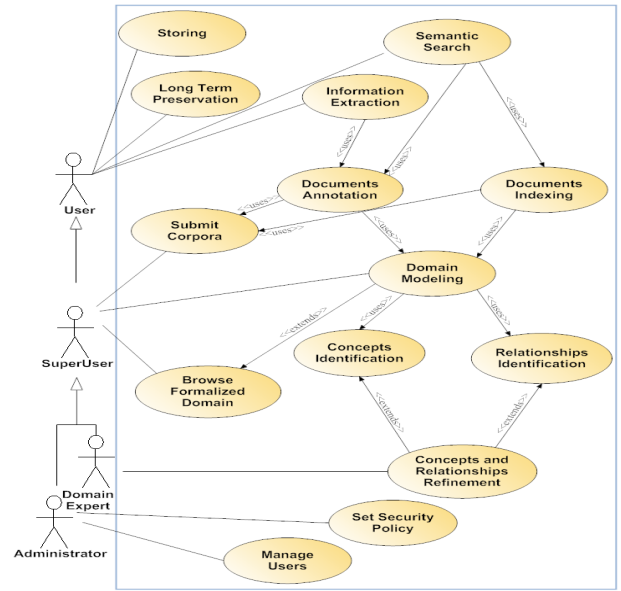 Storing
Semantic
Search
Long Term
Preservation
Information
Extraction
<<uses>>
<<uses>>
<<uses>>
User
Documents
Annotation
Documents
Indexing
<<uses>>
Submit
Corpora
<<uses>>
<<uses>>
<<uses>>
Domain
Modeling
<<extends>>
<<uses>>
<<uses>>
SuperUser
Concepts
Identification
Relationships
Identification
Browse
Formalized
Domain
<<extends>>
<<extends>>
Concepts and
Relationships
Refinement
Domain
Expert
Set Security
Policy
Administrator
Manage
Users